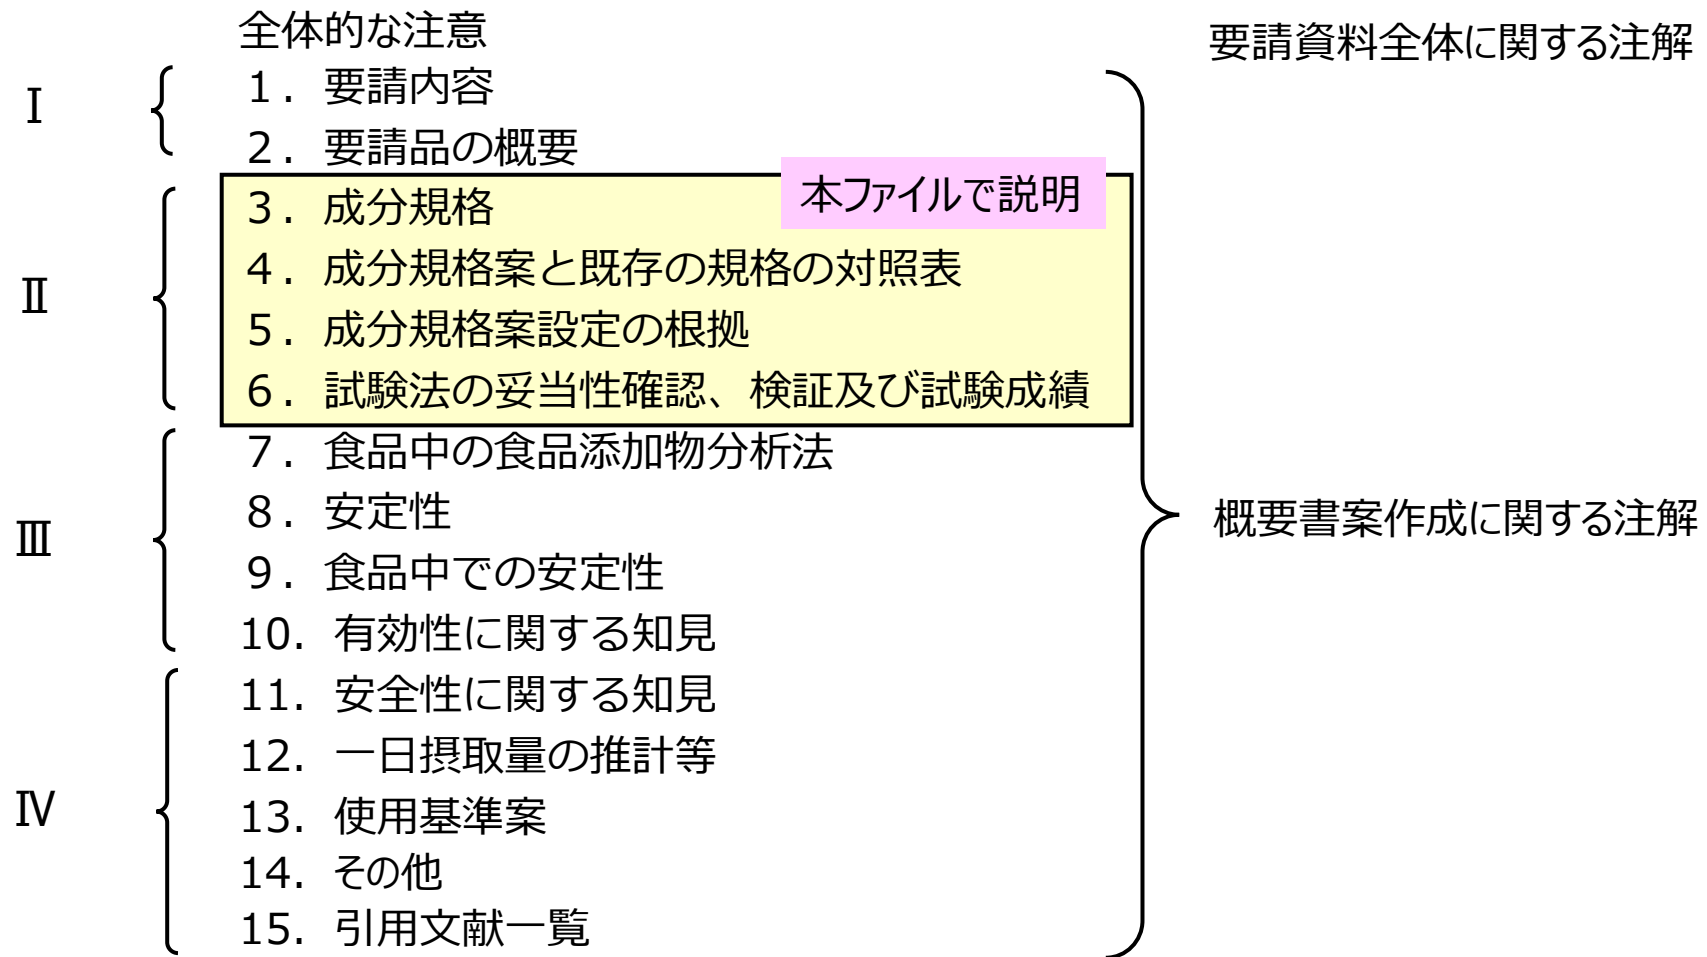 全体的な注意
要請資料全体に関する注解
Ⅰ
1. 要請内容
2. 要請品の概要
本ファイルで説明
Ⅱ
3. 成分規格
4. 成分規格案と既存の規格の対照表
5. 成分規格案設定の根拠
6. 試験法の妥当性確認、検証及び試験成績
Ⅲ
7. 食品中の食品添加物分析法
8. 安定性
9. 食品中での安定性
10. 有効性に関する知見
概要書案作成に関する注解
Ⅳ
11. 安全性に関する知見
12. 一日摂取量の推計等
13. 使用基準案
14. その他
15. 引用文献一覧